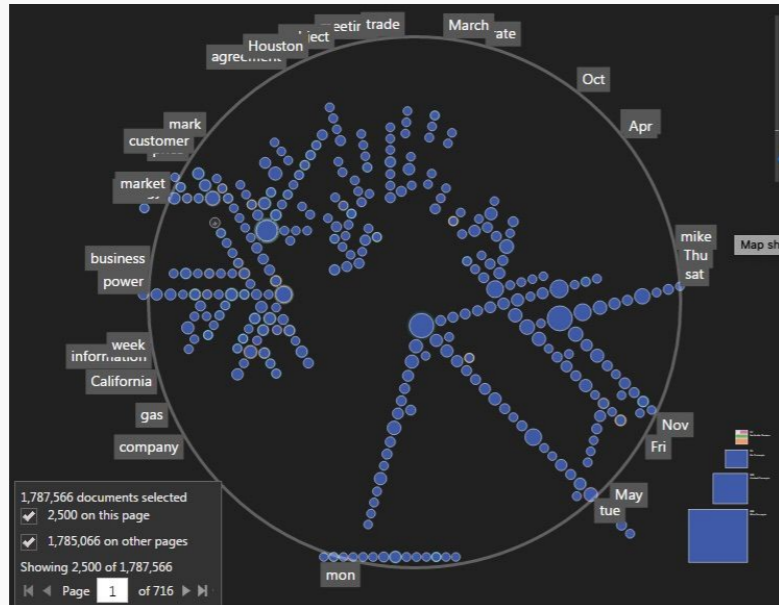 trade
March
Houston
agreement
Oct
Apr
mark
customer
market
mike
Thu
sat
Map sh
business
power
week
information
California
gas
company
Nov
Fri
May
tue
mon
1,787,566 documents selected
2,500 on this page
1,785,066 on other pages
Showing 2,500 of 1,787,566
Page 1 of 716